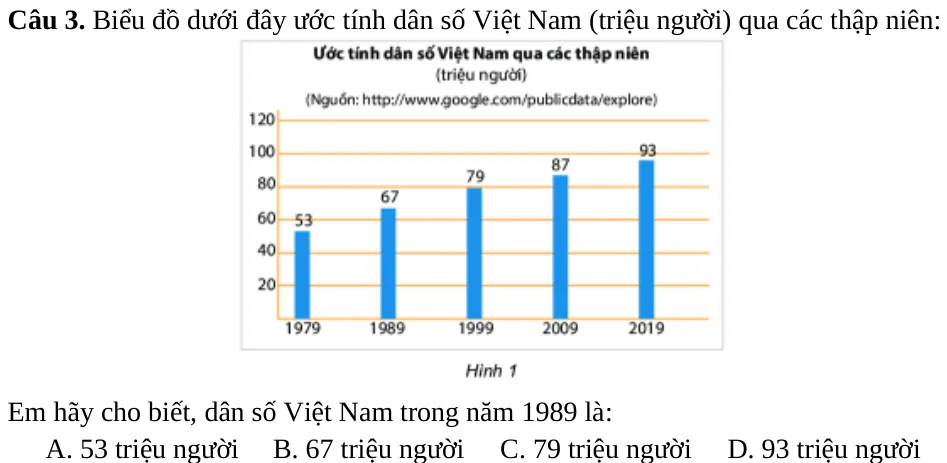 Câu 3. Biểu đồ dưới đây ước tính dân số Việt Nam (triệu người) qua các thập niên:
Ước tính dân số Việt Nam qua các thập niên
(triệu người)
(Nguồn: http://www.google.com/publicdata/explore)
120
100
80
60
40
20
53
67
79
87
93
1979 1989 1999 2009 2019
Hình 1
Em hãy cho biết, dân số Việt Nam trong năm 1989 là:
A. 53 triệu người B. 67 triệu người C. 79 triệu người D. 93 triệu người